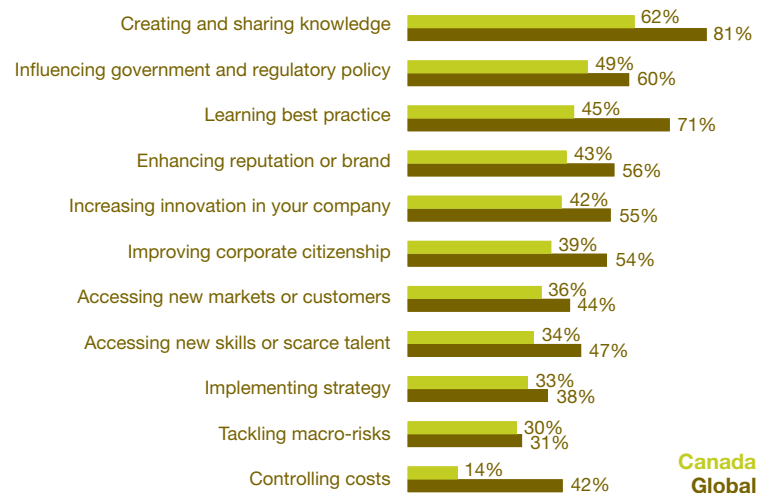 Creating and sharing knowledge
62%
81%
Influencing government and regulatory policy
49%
60%
Learning best practice
45%
71%
Enhancing reputation or brand
43%
56%
Increasing innovation in your company
42%
55%
Improving corporate citizenship
39%
54%
Accessing new markets or customers
36%
44%
Accessing new skills or scarce talent
34%
47%
Implementing strategy
33%
38%
Tackling macro-risks
30%
31%
Controlling costs
14%
42%
Canada
Global